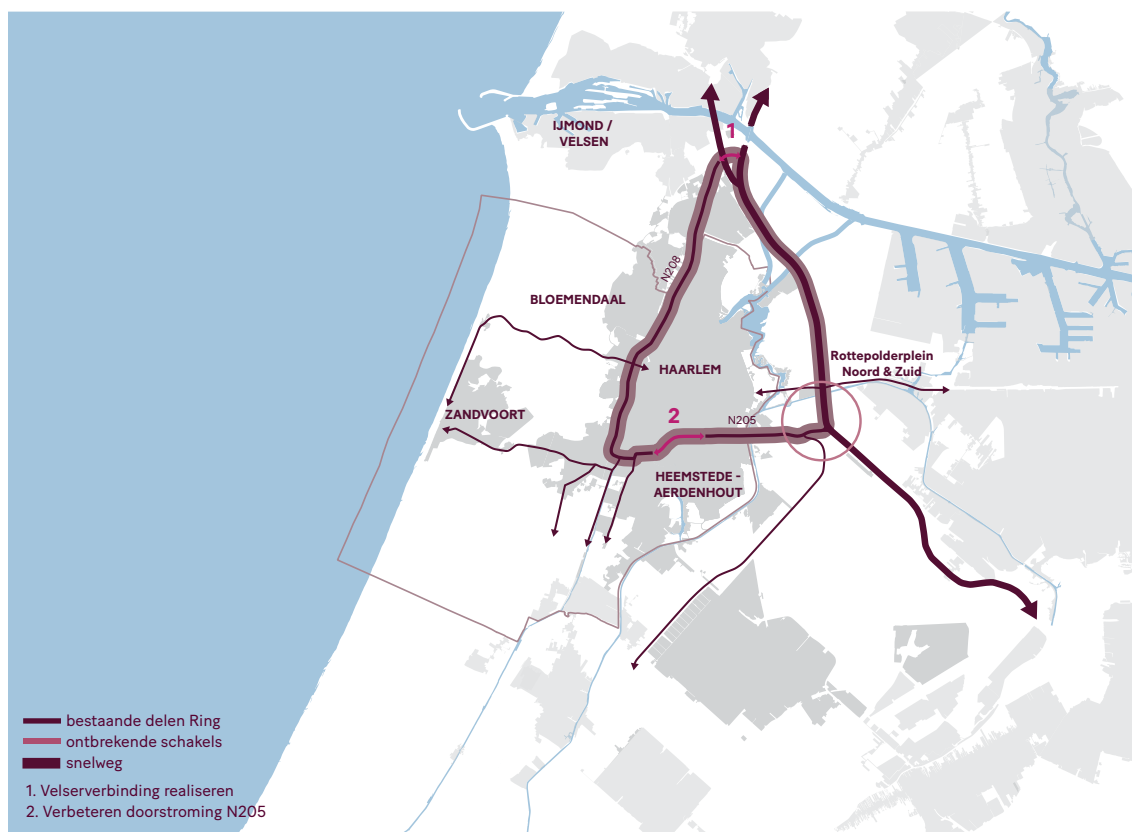 IJMOND /
VELSEN
1
N208
BLOEMENDAAL
Rottepolderplein
Noord & Zuid
HAARLEM
ZANDVOORT
2
N205
HEEMSTEDE -
AERDENHOUT
bestaande delen Ring
ontbrekende schakels
snelweg
1. Velserverbinding realiseren
2. Verbeteren doorstroming N205